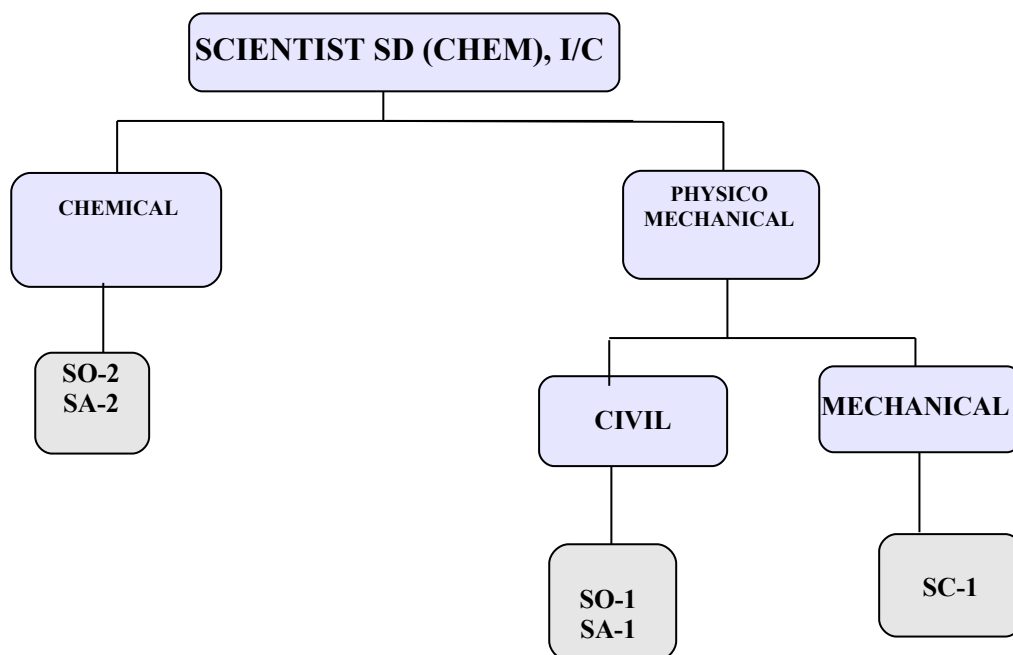 SCIENTIST SD (CHEM), I/C
CHEMICAL
PHYSICO
MECHANICAL
SO-2
SA-2
CIVIL
MECHANICAL
SO-1
SA-1
SC-1